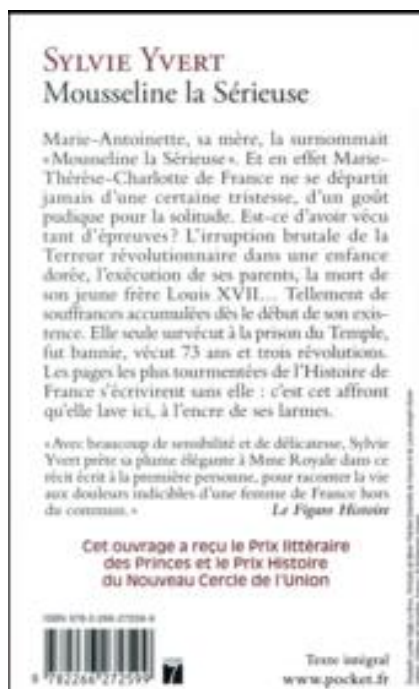 SYLVIE YVERT
Mousseline la Sérieuse
Marie-Antoinette, sa mère, la surnommait
«Mousseline la Sérieuse». Et en effet Marie-
Thérèse-Charlotte de France ne se départit
jamais d'une certaine tristesse, d'un goût
pudique pour la solitude. Est-ce d'avoir vécu
tant d'épreuves? L'irruption brutale de la
Terreur révolutionnaire dans une enfance
dorée, l'exécution de ses parents, la mort de
son jeune frère Louis XVII... Tellement de
souffrances accumulées dès le début de son exis-
tence. Elle seule survécut à la prison du Temple,
fut bannie, vécut 73 ans et trois révolutions.
Les pages les plus tourmentées de l'Histoire de
France s'écrivirent sans elle : c'est cet affront
qu'elle lave ici, à l'encre de ses larmes.
«Avec beaucoup de sensibilité et de délicatesse, Sylvie
Yvert prête sa plume élégante à Mme Royale dans ce
récit écrit à la première personne, pour raconter la vie
aux douleurs indicibles d'une femme de France hors
du commun.» Le Figaro Histoire
Cet ouvrage a reçu le Prix littéraire
des Princes et le Prix Histoire
du Nouveau Cercle de l'Union
9 782266 272599
Texte intégral
www.pocket.fr